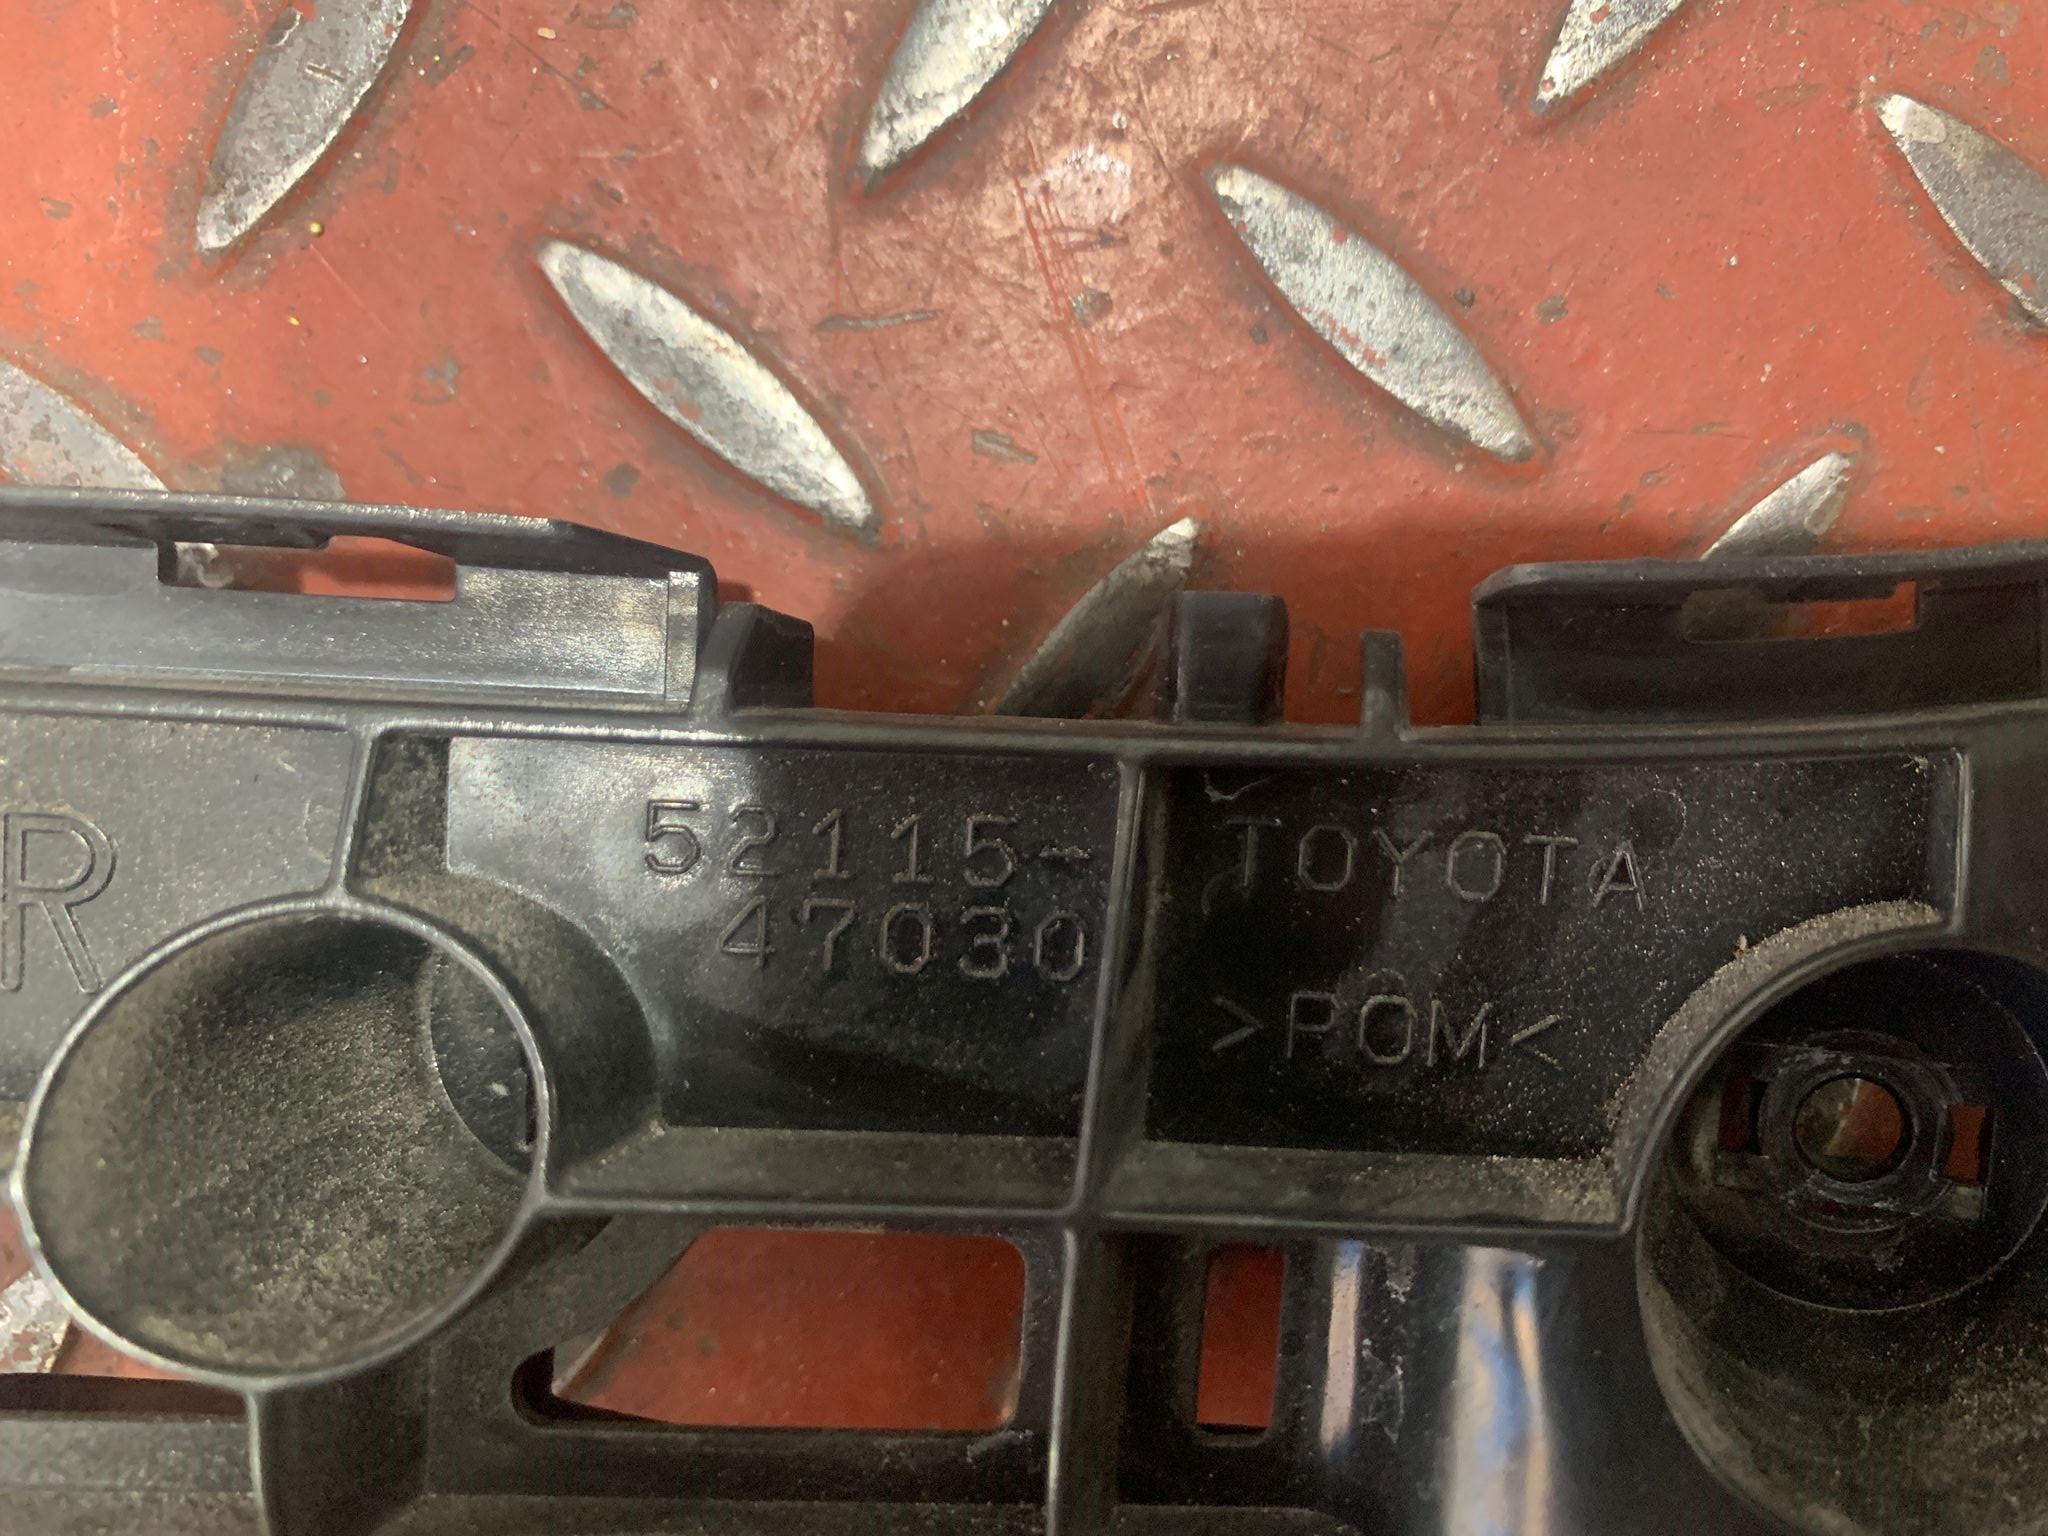 R
52115-
47030
TOYOTA
>POM<